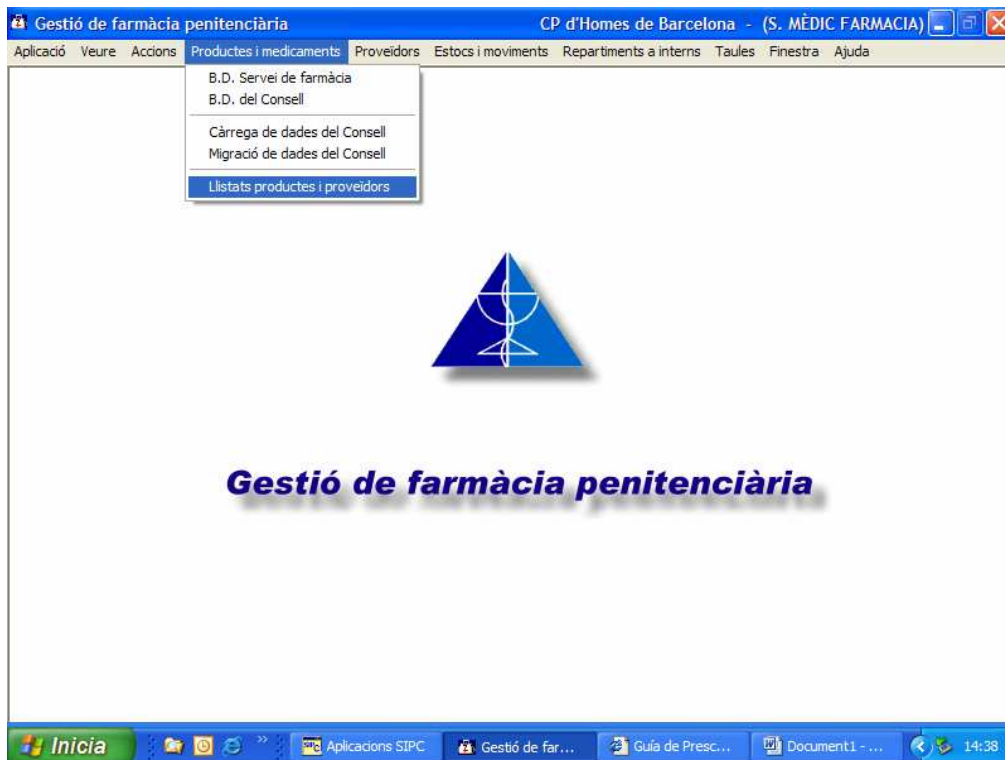 Gestió de farmàcia penitenciària CP d'Homes de Barcelona - (S. MÈDIC FARMACIA)
Aplicació Veure Accions Productes i medicaments Proveïdors Estocs i moviments Repartiments a interns Taules Finestra Ajuda
B.D. Servei de farmàcia
B.D. del Consell
Càrrega de dades del Consell
Migració de dades del Consell
Llistats productes i proveïdors
Gestió de farmàcia penitenciària
Inicia » Aplicacions SIPC Gestió de far... Guía de Presc... Document1 - ... 14:38